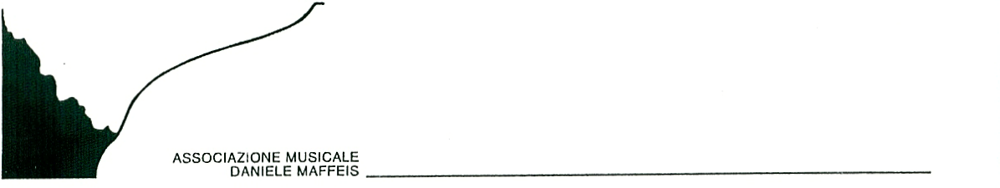 ASSOCIAZIONE MUSICALE
DANIELE MAFFEIS